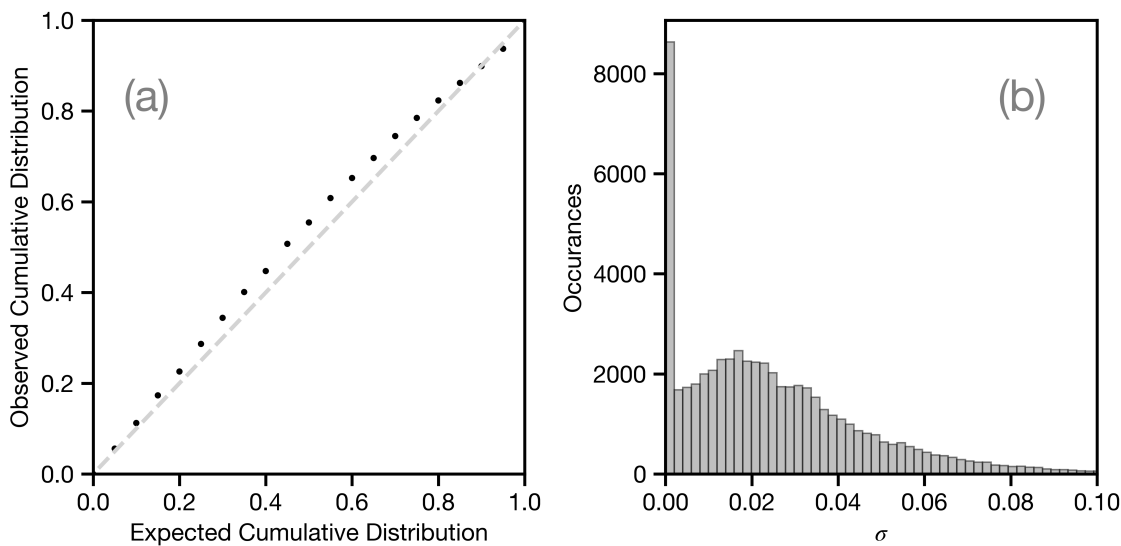 (a)
Observed Cumulative Distribution
1.0
0.8
0.6
0.4
0.2
0.0
0.0 0.2 0.4 0.6 0.8 1.0
Expected Cumulative Distribution
(b)
Occurances
8000
6000
4000
2000
0
0.00 0.02 0.04 0.06 0.08 0.10
σ